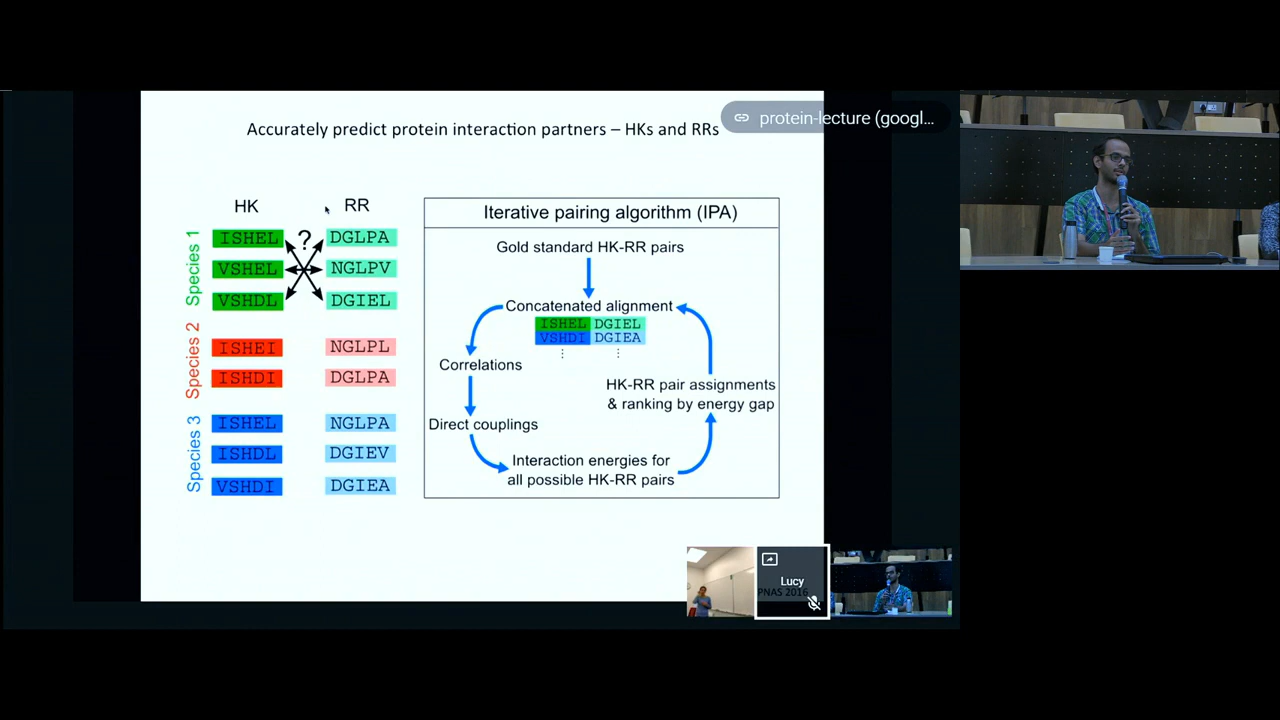 Accurately predict protein interaction partners – HKs and RRs
protein-lecture (googl...
HK
RR
Species 1
ISHEL
?
DGLPA
VSHEL
NGLPV
VSHDL
DGIEL
Species 2
ISHEI
NGLPL
ISHDI
DGLPA
Species 3
ISHEL
NGLPA
ISHDL
DGIEV
VSHDI
DGIEA
Iterative pairing algorithm (IPA)
Gold standard HK-RR pairs
Concatenated alignment
ISHEL DGIEL
VSHDI DGIEA
Correlations
HK-RR pair assignments
& ranking by energy gap
Direct couplings
Interaction energies for
all possible HK-RR pairs
Lucy
PNAS 2016